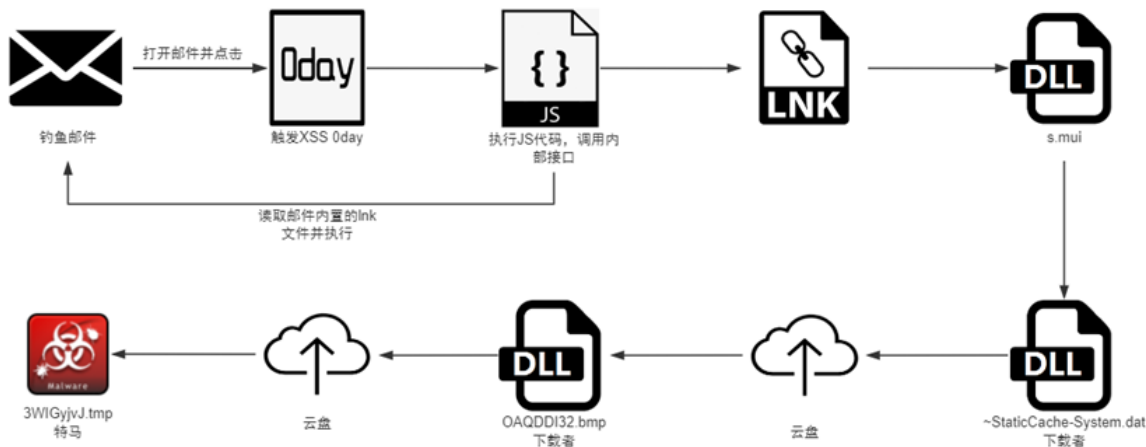 打开邮件并点击
0day
{ }
JS
LNK
DLL
钓鱼邮件
触发XSS 0day
执行JS代码，调用内
部接口
s.mui
读取邮件内置的lnk
文件并执行
Malware
DLL
DLL
3WIGyjvJ.tmp
特马
云盘
OAQDDI32.bmp
下载者
云盘
~StaticCache-System.dat
下载者